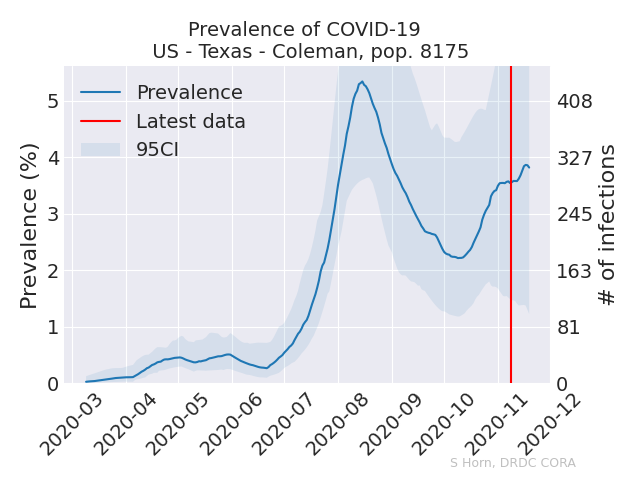 Prevalence of COVID-19
US - Texas - Coleman, pop. 8175
Prevalence
Latest data
95CI
Prevalence (%)
5
4
3
2
1
0
408
327
245
163
81
0
# of infections
2020-03
2020-04
2020-05
2020-06
2020-07
2020-08
2020-09
2020-10
2020-11
2020-12
S Horn, DRDC CORA